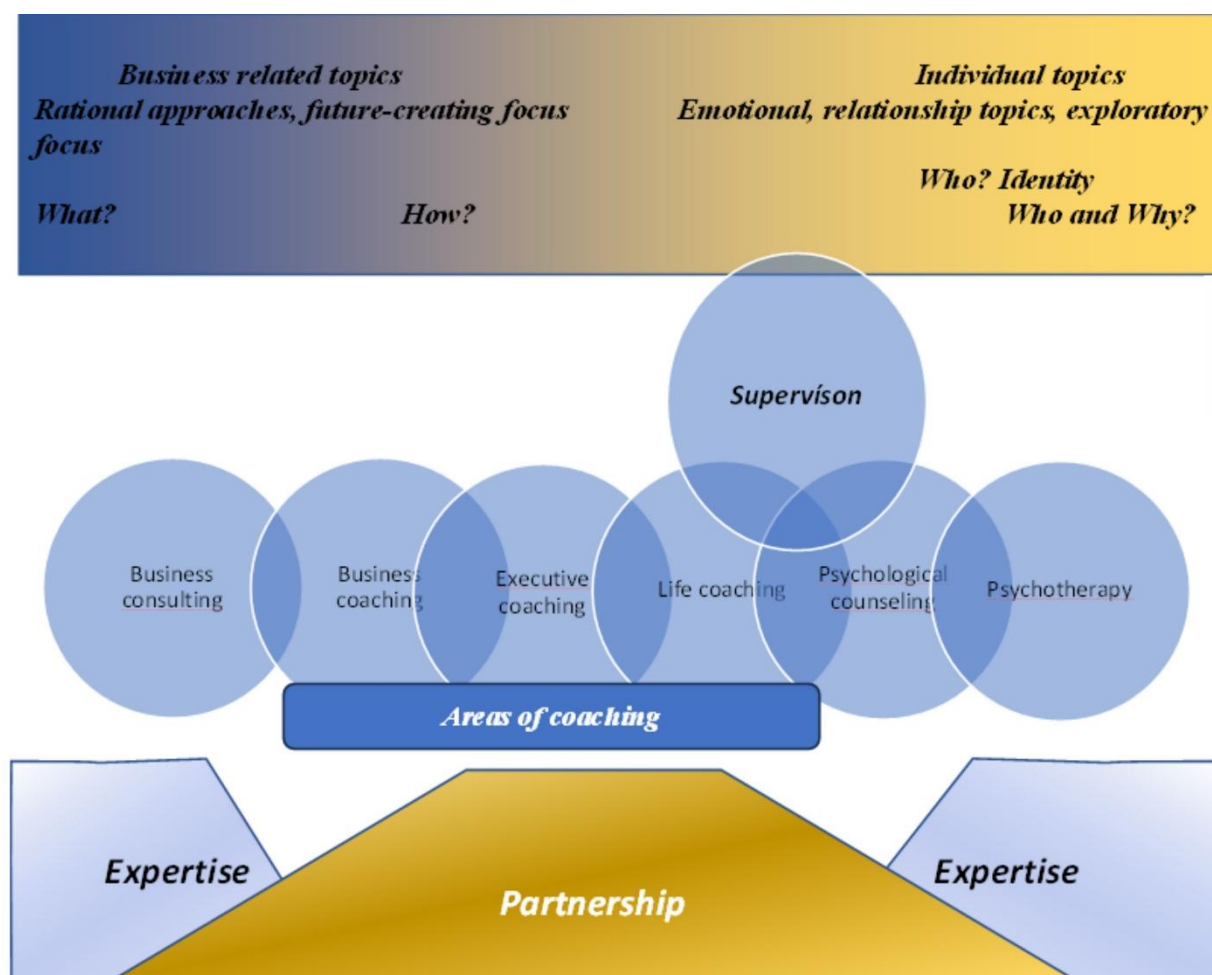 Business related topics
Rational approaches, future-creating focus
focus
What?
How?
Individual topics
Emotional, relationship topics, exploratory
Who? Identity
Who and Why?
Supervíson
Business
consulting
Business
coaching
Executive
coaching
Life coaching
Psychological
counseling
Psychotherapy
Areas of coaching
Expertise
Partnership
Expertise